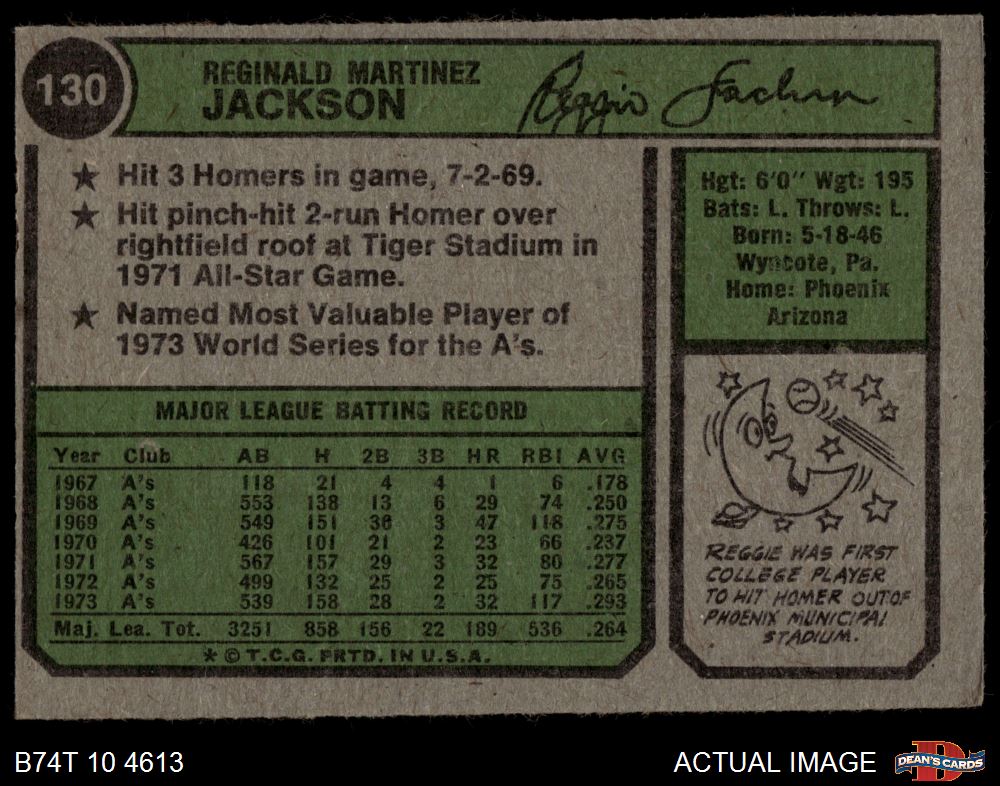 130
REGINALD MARTINEZ
JACKSON
Reggie Jackson
★ Hit 3 Homers in game, 7-2-69.
★ Hit pinch-hit 2-run Homer over
rightfield roof at Tiger Stadium in
1971 All-Star Game.
★ Named Most Valuable Player of
1973 World Series for the A's.
Hgt: 6'0" Wgt: 195
Bats: L. Throws: L.
Born: 5-18-46
Wyncote, Pa.
Home: Phoenix
Arizona
MAJOR LEAGUE BATTING RECORD
Year Club AB H 2B 3B HR RBI AVG
1967 A's 118 21 4 4 1 6 .178
1968 A's 553 138 13 6 29 74 .250
1969 A's 549 151 36 3 47 118 .275
1970 A's 426 101 21 2 23 66 .237
1971 A's 567 157 29 3 32 80 .277
1972 A's 499 132 25 2 25 75 .265
1973 A's 539 158 28 2 32 117 .293
Maj. Lea. Tot. 3251 858 156 22 189 536 .264
* © T.C.G. PRTD. IN U.S.A.
REGGIE WAS FIRST
COLLEGE PLAYER
TO HIT HOMER OUT OF
PHOENIX MUNICIPAL
STADIUM.
B74T 10 4613
ACTUAL IMAGE
D
DEAN'S CARDS